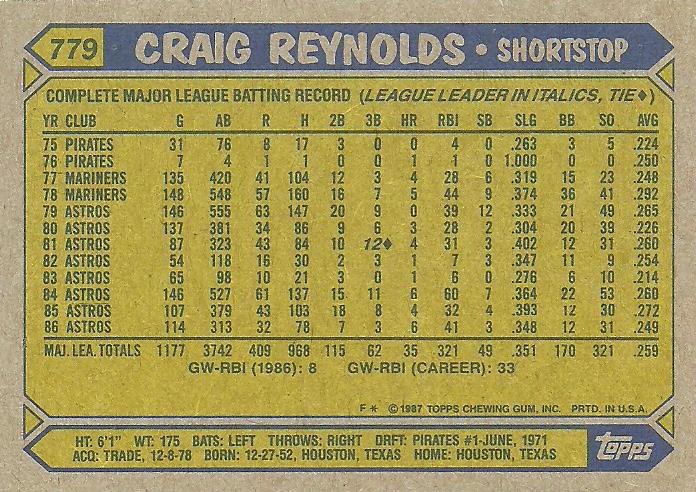 779 CRAIG REYNOLDS • SHORTSTOP
COMPLETE MAJOR LEAGUE BATTING RECORD (LEAGUE LEADER IN ITALICS, TIE♦)
YR CLUB G AB R H 2B 3B HR RBI SB SLG BB SO AVG
75 PIRATES 31 76 8 17 3 0 0 4 0 .263 3 5 .224
76 PIRATES 7 4 1 1 0 0 1 1 0 1.000 0 0 .250
77 MARINERS 135 420 41 104 12 3 4 28 6 .319 15 23 .248
78 MARINERS 148 548 57 160 16 7 5 44 9 .374 36 41 .292
79 ASTROS 146 555 63 147 20 9 0 39 12 .333 21 49 .265
80 ASTROS 137 381 34 86 9 6 3 28 2 .304 20 39 .226
81 ASTROS 87 323 43 84 10 12♦ 4 31 3 .402 12 31 .260
82 ASTROS 54 118 16 30 2 3 1 7 3 .347 11 9 .254
83 ASTROS 65 98 10 21 3 0 1 6 0 .276 6 10 .214
84 ASTROS 146 527 61 137 15 11 6 60 7 .364 22 53 .260
85 ASTROS 107 379 43 103 18 8 4 32 4 .393 12 30 .272
86 ASTROS 114 313 32 78 7 3 6 41 3 .348 12 31 .249
MAJ. LEA. TOTALS 1177 3742 409 968 115 62 35 321 49 .351 170 321 .259
GW-RBI (1986): 8 GW-RBI (CAREER): 33
F * © 1987 TOPPS CHEWING GUM, INC. PRTD. IN U.S.A.
HT: 6'1" WT: 175 BATS: LEFT THROWS: RIGHT DRFT: PIRATES #1-JUNE, 1971
ACQ: TRADE, 12-8-78 BORN: 12-27-52, HOUSTON, TEXAS HOME: HOUSTON, TEXAS
topps